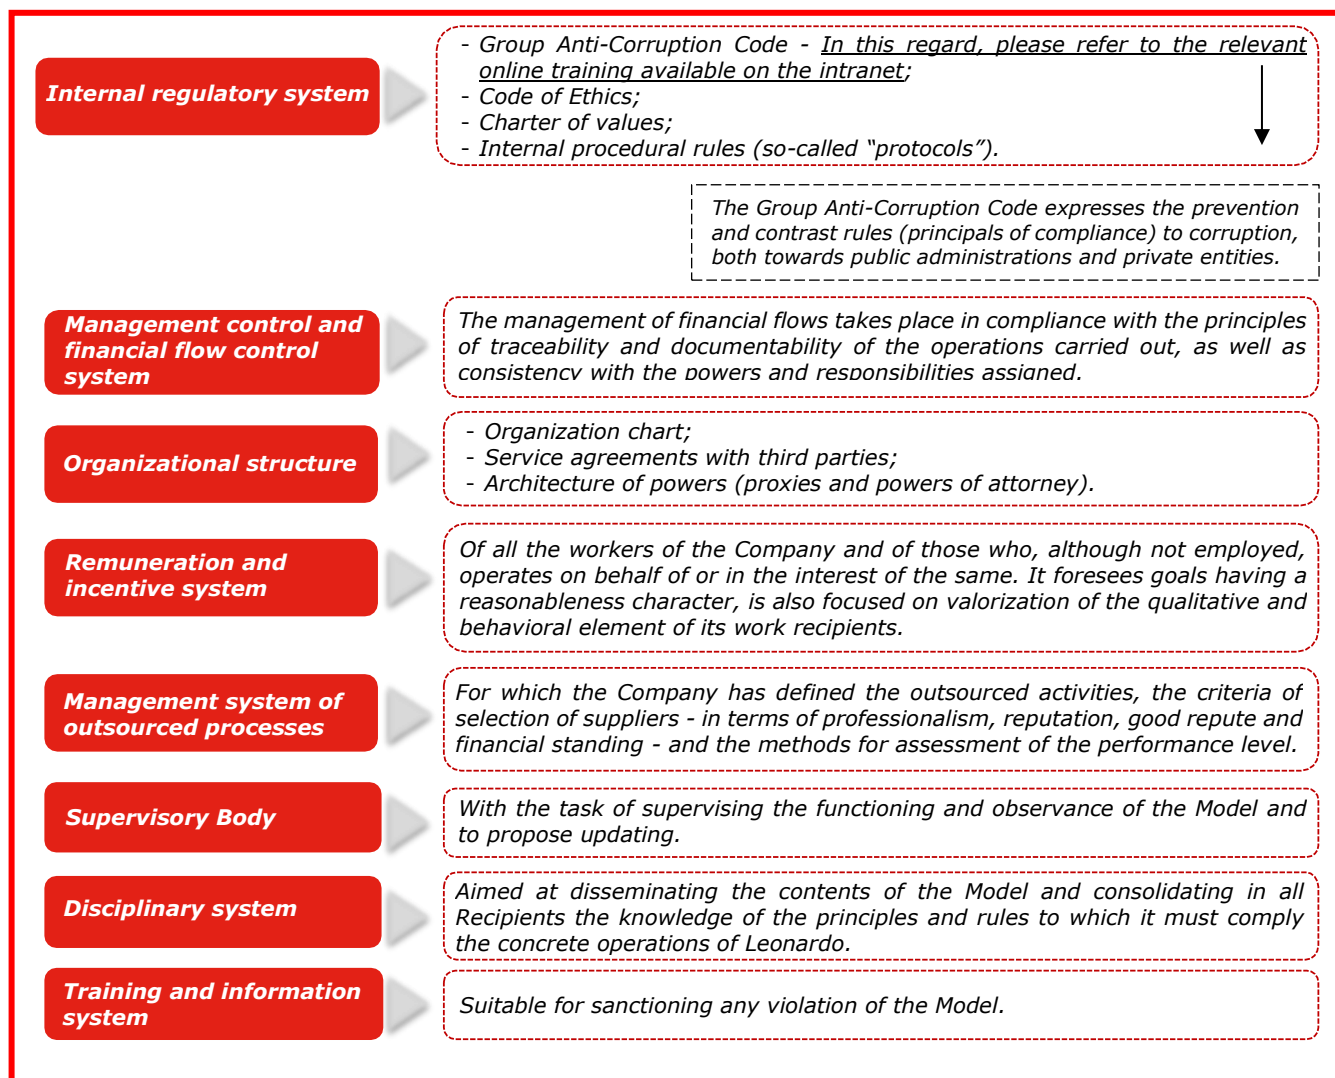 Internal regulatory system
- Group Anti-Corruption Code - In this regard, please refer to the relevant
online training available on the intranet;
- Code of Ethics;
- Charter of values;
- Internal procedural rules (so-called “protocols”).
The Group Anti-Corruption Code expresses the prevention
and contrast rules (principals of compliance) to corruption,
both towards public administrations and private entities.
Management control and
financial flow control
system
The management of financial flows takes place in compliance with the principles
of traceability and documentability of the operations carried out, as well as
consistency with the powers and responsibilities assigned.
Organizational structure
- Organization chart;
- Service agreements with third parties;
- Architecture of powers (proxies and powers of attorney).
Remuneration and
incentive system
Of all the workers of the Company and of those who, although not employed,
operates on behalf of or in the interest of the same. It foresees goals having a
reasonableness character, is also focused on valorization of the qualitative and
behavioral element of its work recipients.
Management system of
outsourced processes
For which the Company has defined the outsourced activities, the criteria of
selection of suppliers - in terms of professionalism, reputation, good repute and
financial standing - and the methods for assessment of the performance level.
Supervisory Body
With the task of supervising the functioning and observance of the Model and
to propose updating.
Disciplinary system
Aimed at disseminating the contents of the Model and consolidating in all
Recipients the knowledge of the principles and rules to which it must comply
the concrete operations of Leonardo.
Training and information
system
Suitable for sanctioning any violation of the Model.